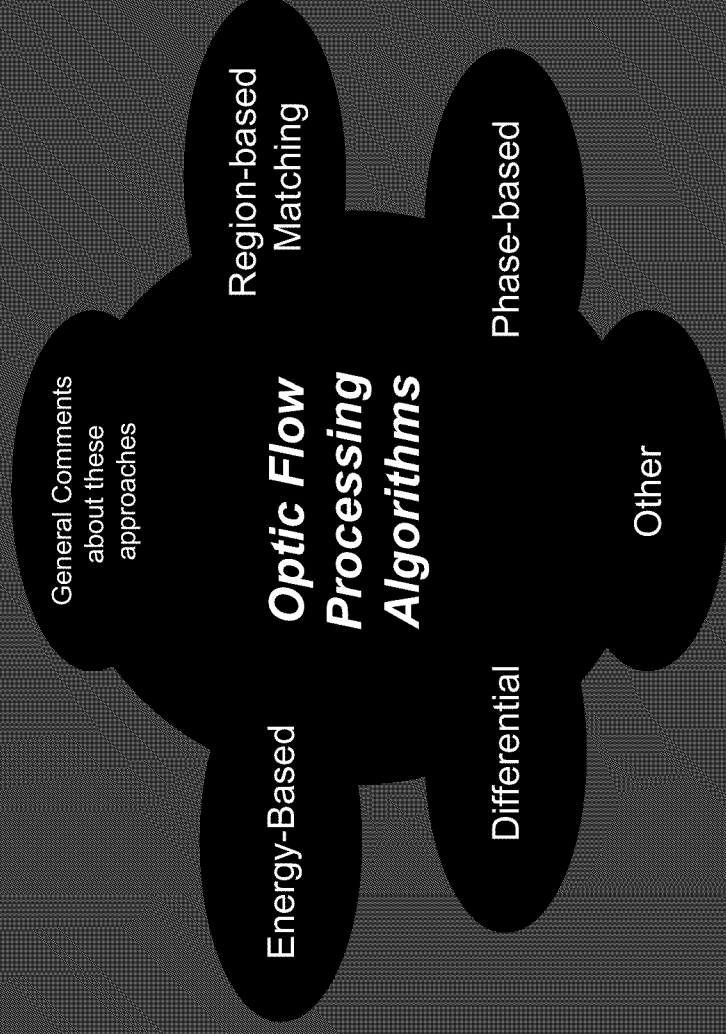 General Comments
about these
approaches
Energy-Based
Region-based
Matching
Optic Flow
Processing
Algorithms
Differential
Phase-based
Other